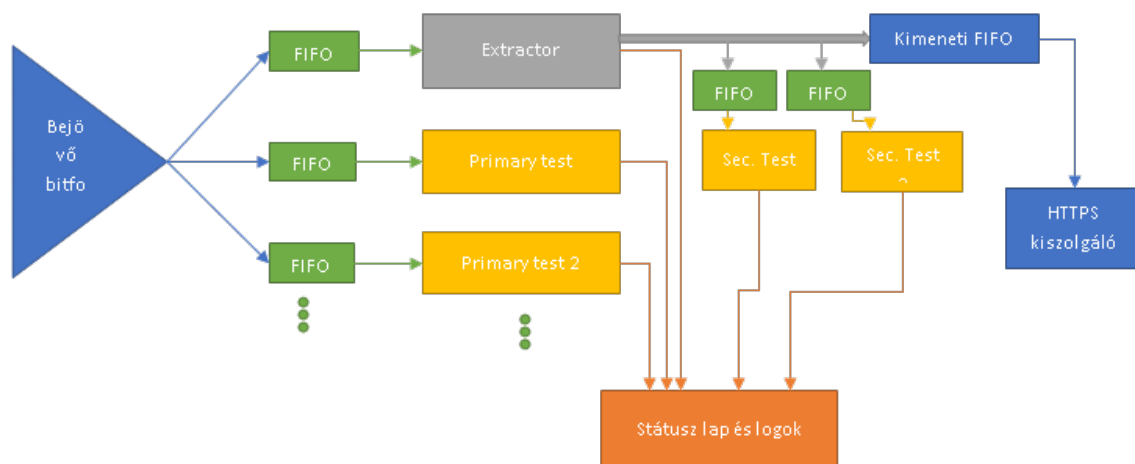 FIFO
Extractor
Kimeneti FIFO
FIFO
FIFO
Bejö
vő
bitfo
FIFO
Primary test
Sec. Test
Sec. Test
HTTPS
kiszolgáló
FIFO
Primary test 2
Státusz lap és logok